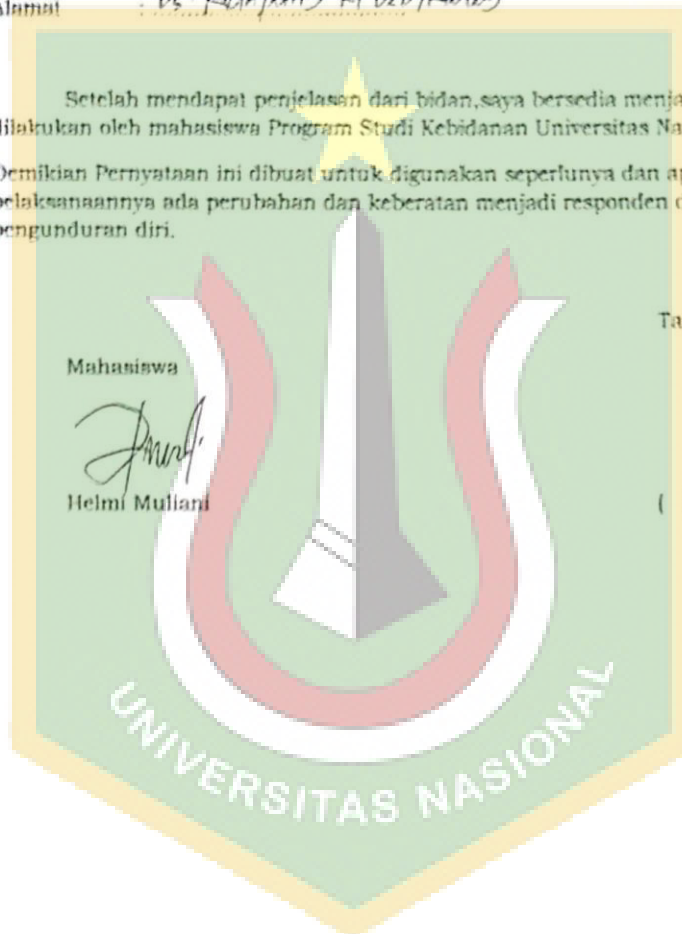 Alamat : Ds.
Setelah mendapat penjelasan dari bidan,saya bersedia menja
dilakukan oleh mahasiswa Program Studi Kebidanan Universitas Na
Demikian Pernyataan ini dibuat untuk digunakan seperlunya dan ap
pelaksanaannya ada perubahan dan keberatan menjadi responden d
pengunduran diri.
Ta
Mahasiswa
Helmi Muliani
(
UNIVERSITAS NASIONAL